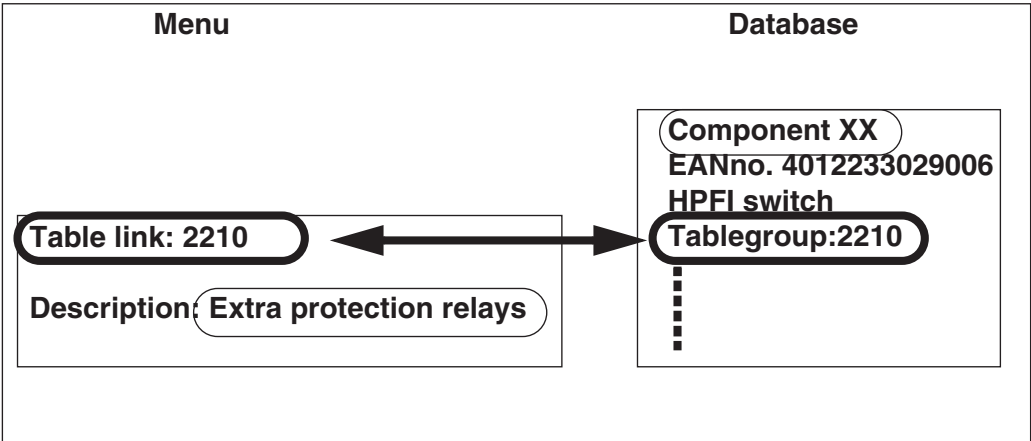 Menu
Database
Component XX
EANno. 4012233029006
HPFI switch
Tablegroup:2210
Table link: 2210
Description: Extra protection relays